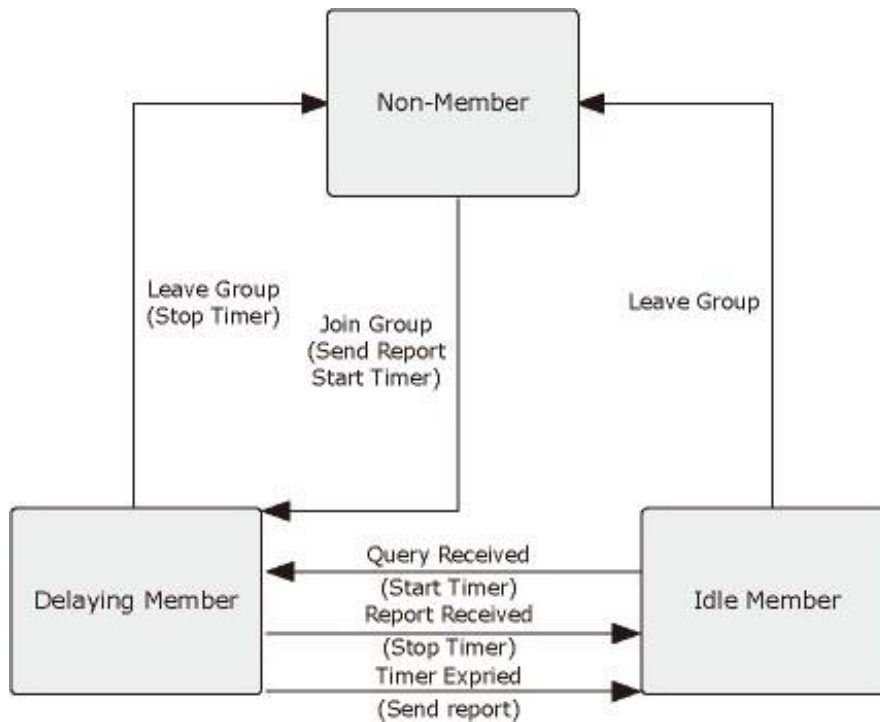 Non-Member
Leave Group
(Stop Timer)
Join Group
(Send Report
Start Timer)
Leave Group
Delaying Member
Query Received
(Start Timer)
Report Received
(Stop Timer)
Timer Expried
(Send report)
Idle Member